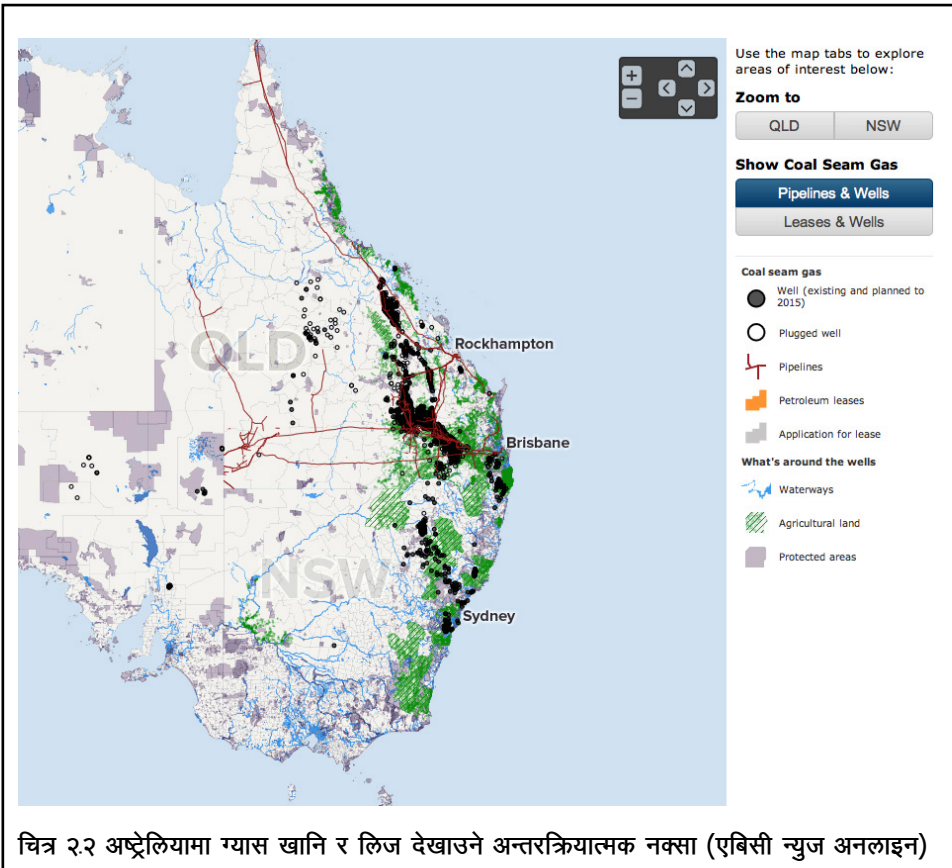 Use the map tabs to explore
areas of interest below:
Zoom to
QLD NSW
Show Coal Seam Gas
Pipelines & Wells
Leases & Wells
Coal seam gas
Well (existing and planned to
2015)
Plugged well
Pipelines
Petroleum leases
Application for lease
What's around the wells
Waterways
Agricultural land
Protected areas
QLD
Rockhampton
Brisbane
NSW
Sydney
चित्र २.२ अष्ट्रेलियामा ग्यास खानि र लिज देखाउने अन्तरक्रियात्मक नक्सा (एबिसी न्युज अनलाइन)